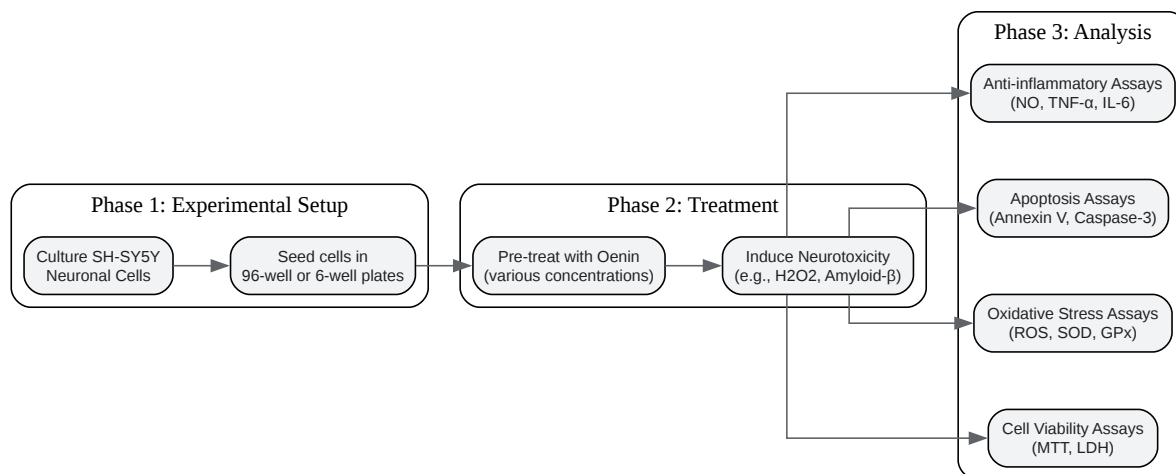 Phase 1: Experimental Setup
Culture SH-SY5Y
Neuronal Cells
Seed cells in
96-well or 6-well plates
Phase 2: Treatment
Pre-treat with Oenin
(various concentrations)
Induce Neurotoxicity
(e.g., H2O2, Amyloid-β)
Phase 3: Analysis
Anti-inflammatory Assays
(NO, TNF-α, IL-6)
Apoptosis Assays
(Annexin V, Caspase-3)
Oxidative Stress Assays
(ROS, SOD, GPx)
Cell Viability Assays
(MTT, LDH)